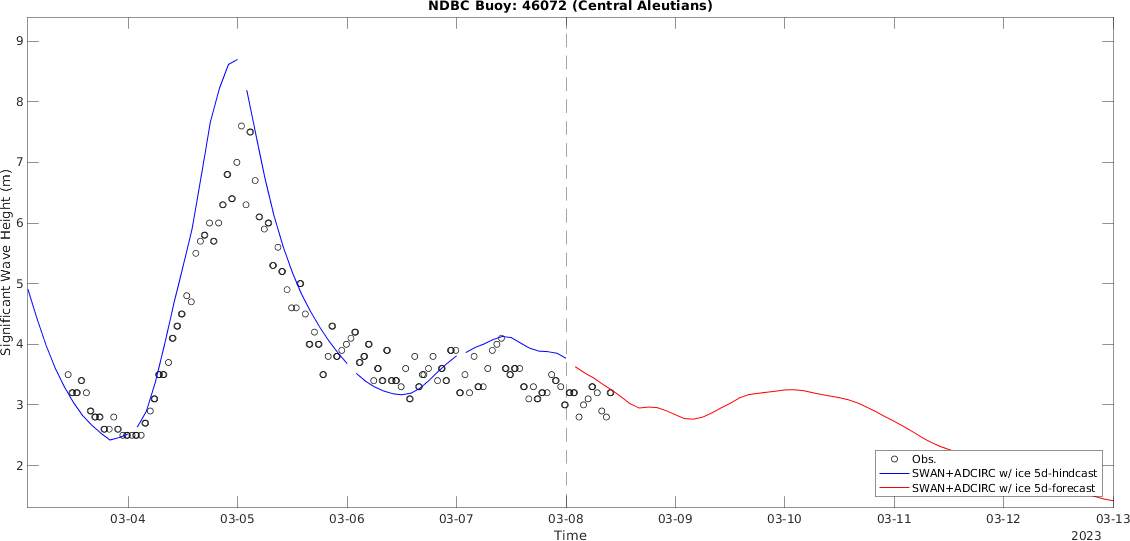 NDBC Buoy: 46072 (Central Aleutians)
9
8
7
6
5
4
3
2
Significant Wave Height (m)
Obs.
SWAN+ADCIRC w/ ice 5d-hindcast
SWAN+ADCIRC w/ ice 5d-forecast
03-04 03-05 03-06 03-07 03-08 03-09 03-10 03-11 03-12 03-13
Time
2023